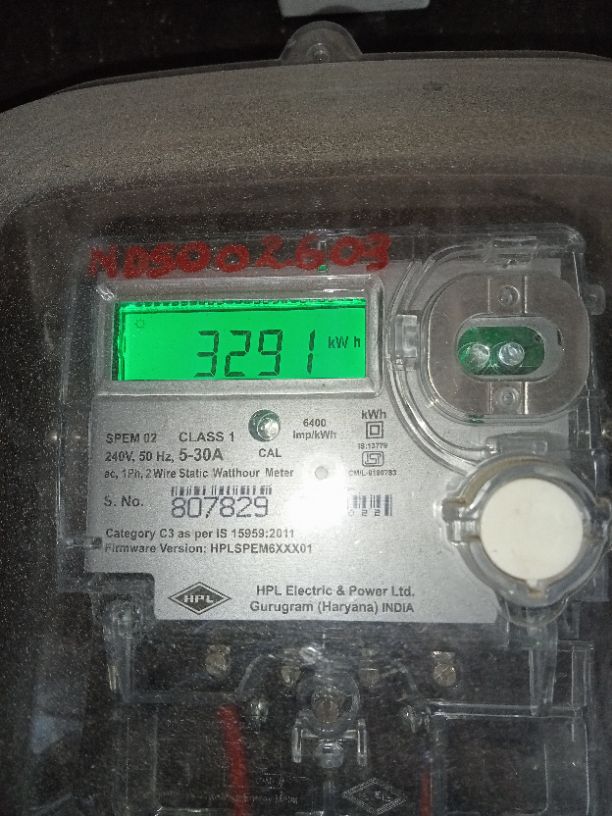 NDS002603
3291 kWh
SPEM 02 CLASS 1
240V, 50 Hz, 5-30A
ac, 1Ph, 2 Wire Static Watthour Meter
CAL
6400
Imp/kWh
kWh
IS:13779
S. No. 807829
Category C3 as per IS 15959:2011
Firmware Version: HPLSPEM6XXX01
HPL
HPL Electric & Power Ltd.
Gurugram (Haryana) INDIA